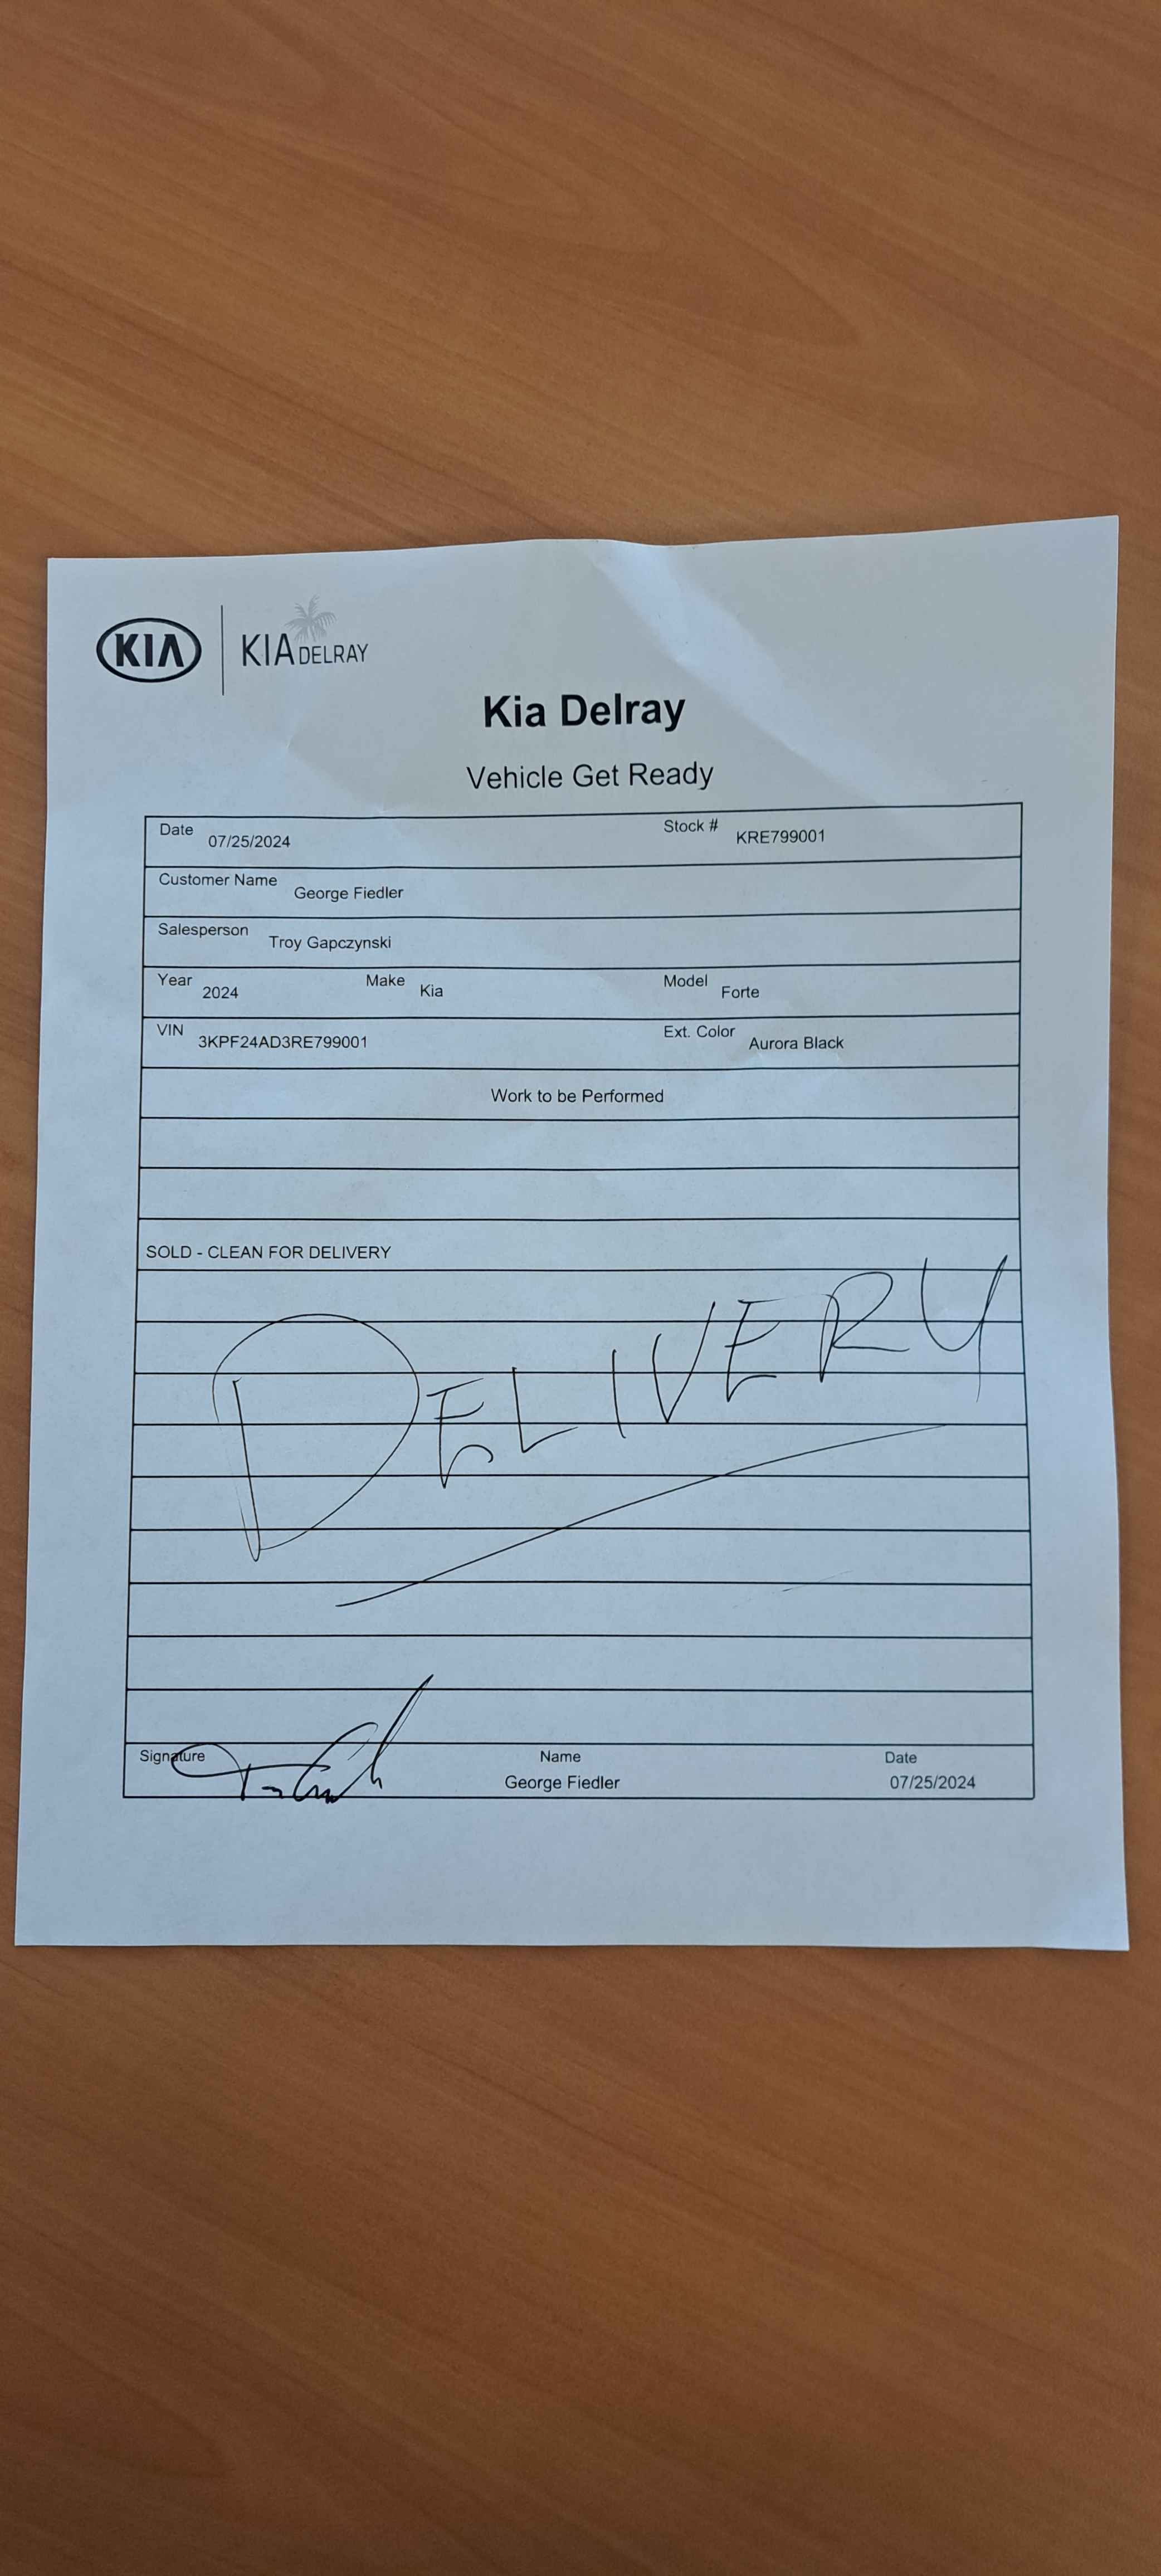 KIA KIA DELRAY
Kia Delray
Vehicle Get Ready
Date 07/25/2024 Stock # KRE799001
Customer Name George Fiedler
Salesperson Troy Gapczynski
Year 2024 Make Kia Model Forte
VIN 3KPF24AD3RE799001 Ext. Color Aurora Black
Work to be Performed
SOLD - CLEAN FOR DELIVERY
DELIVERY
Signature Name Date
George Fiedler 07/25/2024